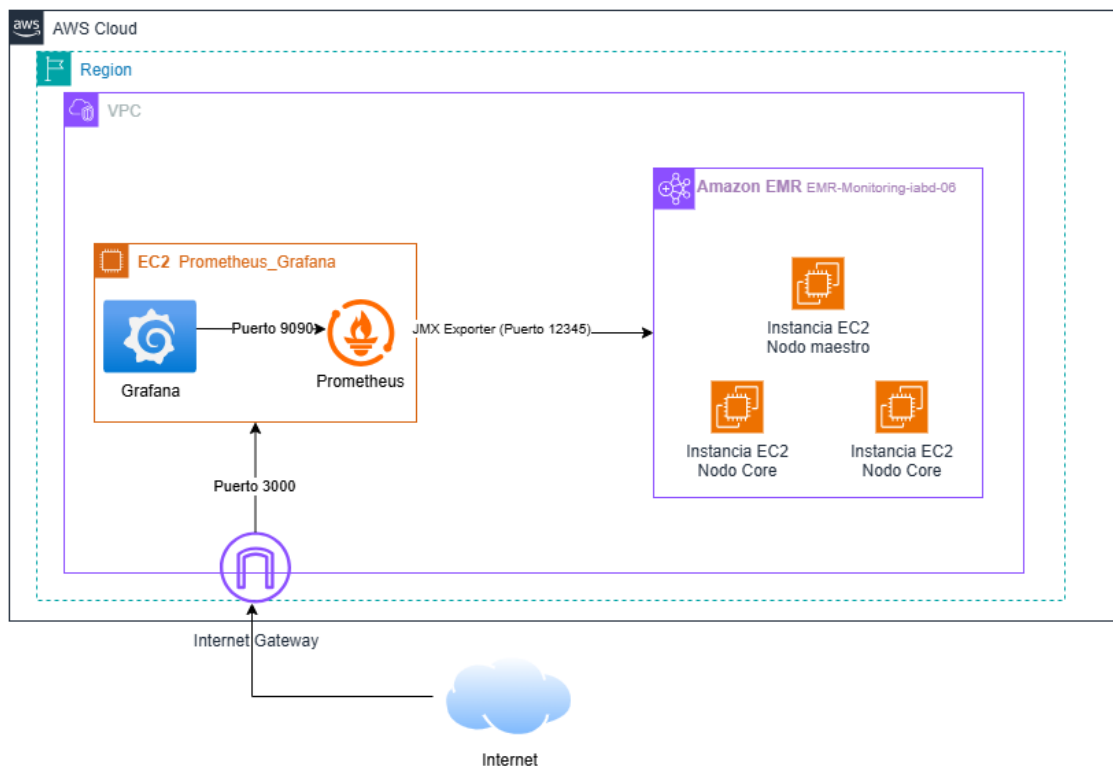 aws
AWS Cloud
Region
VPC
Amazon EMR EMR-Monitoring-iabd-06
EC2 Prometheus_Grafana
Puerto 9090
JMX Exporter (Puerto 12345)
Grafana
Prometheus
Instancia EC2
Nodo maestro
Instancia EC2
Nodo Core
Instancia EC2
Nodo Core
Puerto 3000
Internet Gateway
Internet